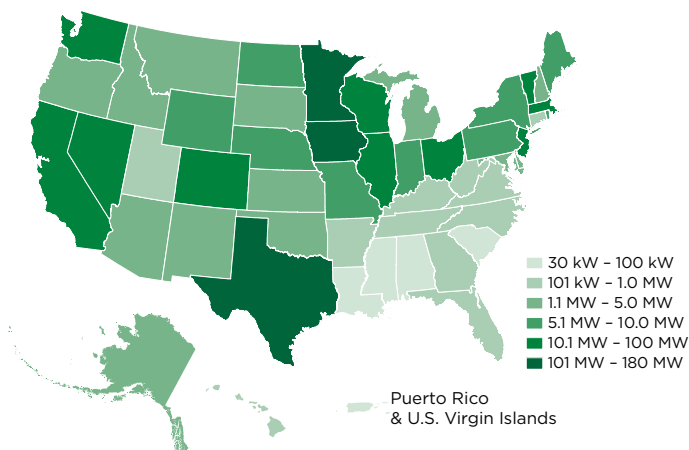 30 kW – 100 kW
101 kW – 1.0 MW
1.1 MW – 5.0 MW
5.1 MW – 10.0 MW
10.1 MW – 100 MW
101 MW – 180 MW
Puerto Rico
& U.S. Virgin Islands